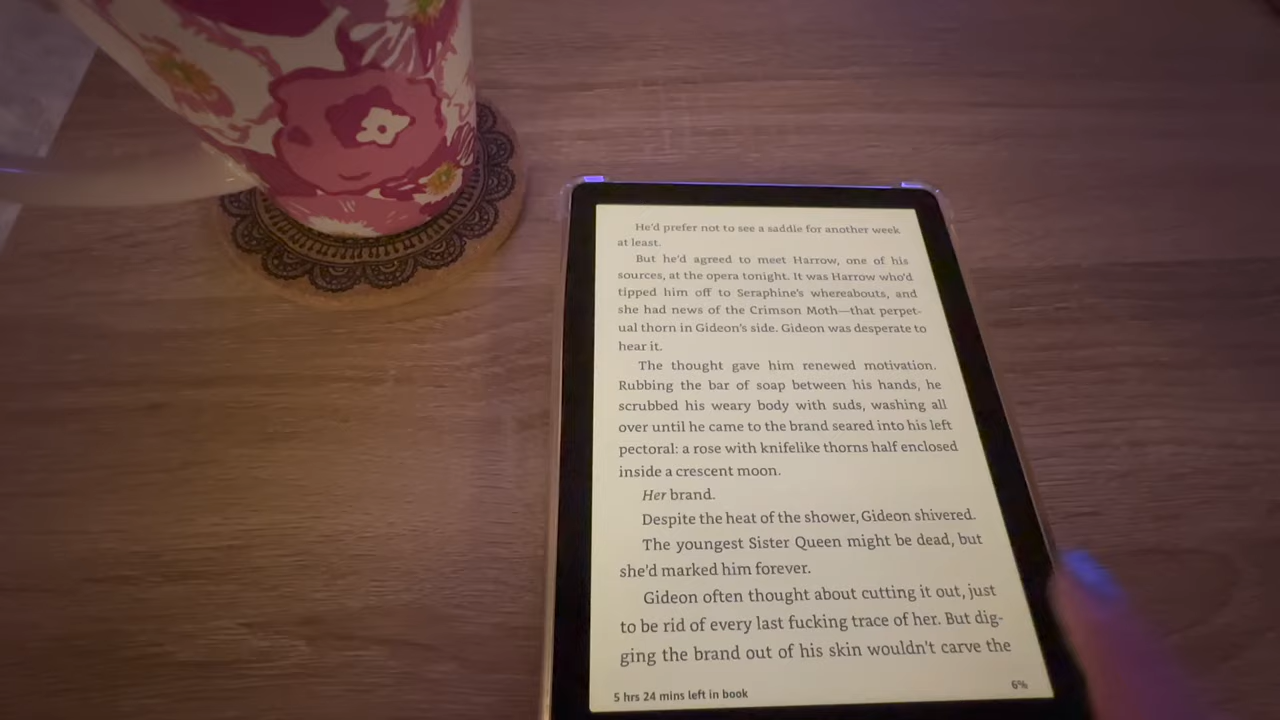 He'd prefer not to see a saddle for another week
at least.
But he'd agreed to meet Harrow, one of his
sources, at the opera tonight. It was Harrow who'd
tipped him off to Seraphine's whereabouts, and
she had news of the Crimson Moth—that perpet-
ual thorn in Gideon's side. Gideon was desperate to
hear it.
The thought gave him renewed motivation.
Rubbing the bar of soap between his hands, he
scrubbed his weary body with suds, washing all
over until he came to the brand seared into his left
pectoral: a rose with knifelike thorns half enclosed
inside a crescent moon.
Her brand.
Despite the heat of the shower, Gideon shivered.
The youngest Sister Queen might be dead, but
she'd marked him forever.
Gideon often thought about cutting it out, just
to be rid of every last fucking trace of her. But dig-
ging the brand out of his skin wouldn't carve the
5 hrs 24 mins left in book
6%